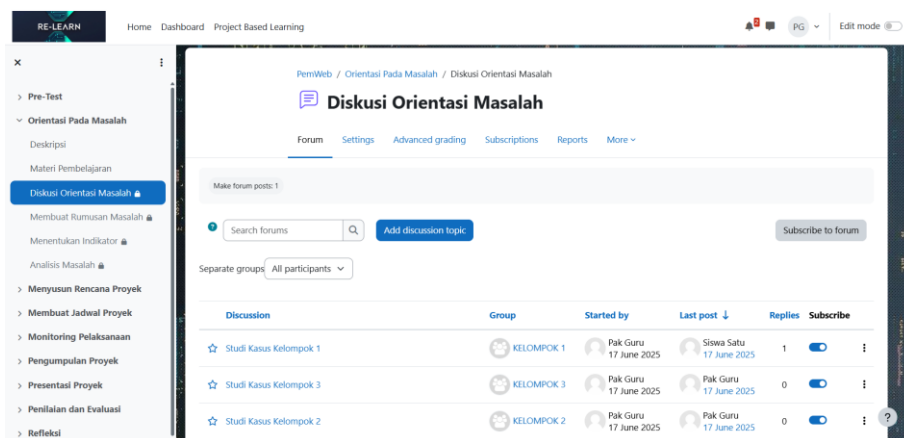 RE-LEARN
Home Dashboard Project Based Learning
2
PG
Edit mode
Pre-Test
Orientasi Pada Masalah
Deskripsi
Materi Pembelajaran
Diskusi Orientasi Masalah
Membuat Rumusan Masalah
Menentukan Indikator
Analisis Masalah
Menyusun Rencana Proyek
Membuat Jadwal Proyek
Monitoring Pelaksanaan
Pengumpulan Proyek
Presentasi Proyek
Penilaian dan Evaluasi
Refleksi
PemWeb / Orientasi Pada Masalah / Diskusi Orientasi Masalah
Diskusi Orientasi Masalah
Forum Settings Advanced grading Subscriptions Reports More
Make forum posts: 1
? Search forums Add discussion topic Subscribe to forum
Separate groups All participants
Discussion Group Started by Last post ↓ Replies Subscribe
Studi Kasus Kelompok 1 KELOMPOK 1 Pak Guru Siswa Satu 1
17 June 2025 17 June 2025
Studi Kasus Kelompok 3 KELOMPOK 3 Pak Guru Pak Guru 0
17 June 2025 17 June 2025
Studi Kasus Kelompok 2 KELOMPOK 2 Pak Guru Pak Guru 0
17 June 2025 17 June 2025
?